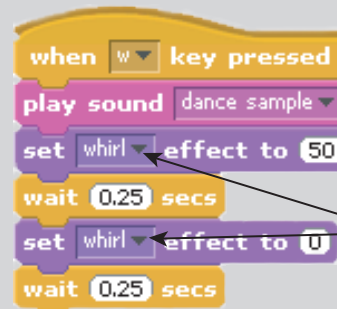 when w key pressed
play sound dance sample
set whirl effect to 50
wait 0.25 secs
set whirl effect to 0
wait 0.25 secs